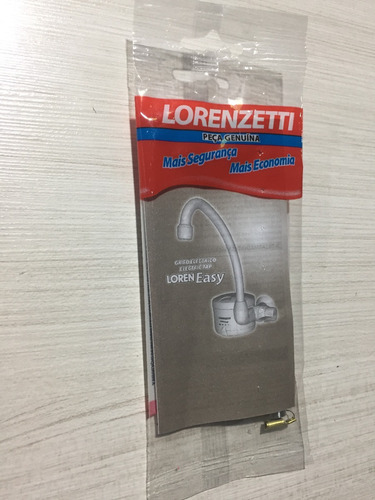 LORENZETTI
PEÇA GENUÍNA
Mais Segurança
Mais Economia
LOREN Easy